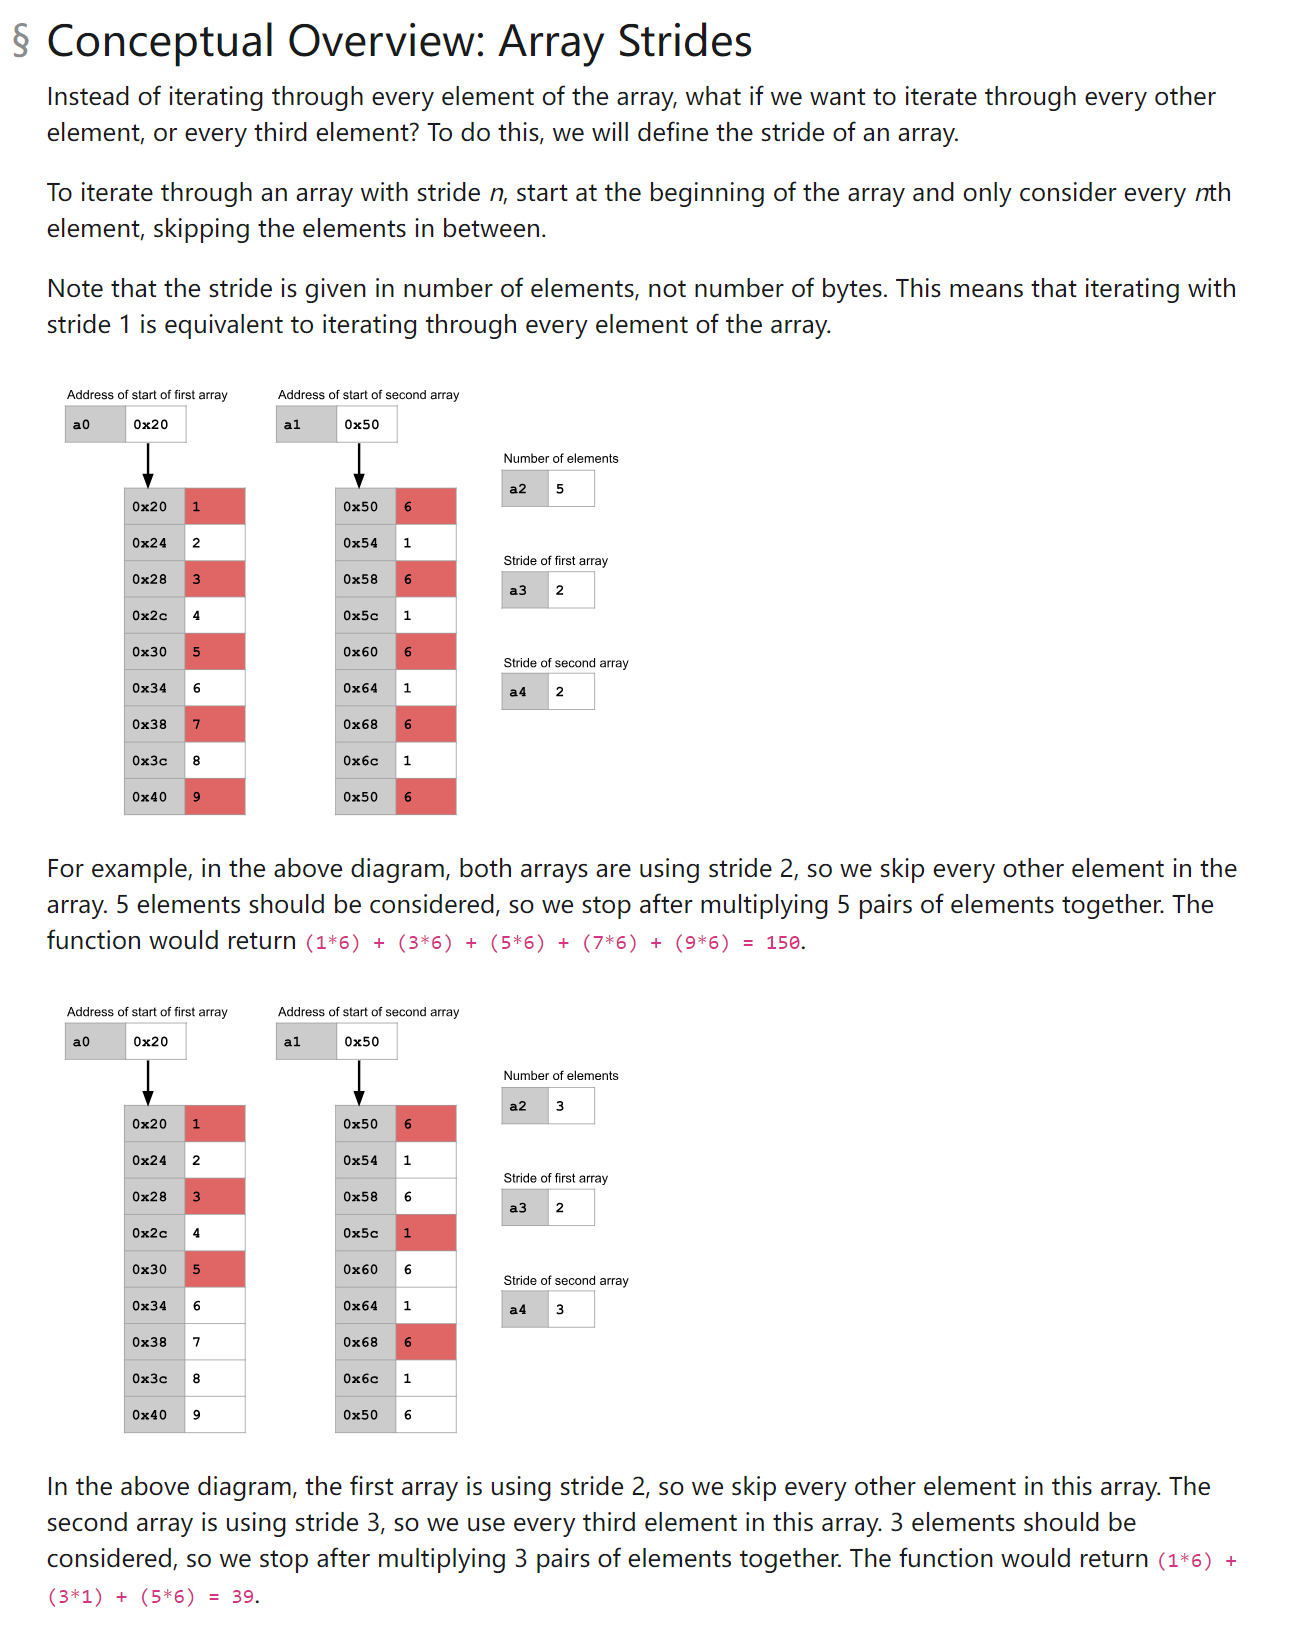 § Conceptual Overview: Array Strides
Instead of iterating through every element of the array, what if we want to iterate through every other
element, or every third element? To do this, we will define the stride of an array.
To iterate through an array with stride n, start at the beginning of the array and only consider every nth
element, skipping the elements in between.
Note that the stride is given in number of elements, not number of bytes. This means that iterating with
stride 1 is equivalent to iterating through every element of the array.
Address of start of first array
a0 0x20
0x20 1
0x24 2
0x28 3
0x2c 4
0x30 5
0x34 6
0x38 7
0x3c 8
0x40 9
Address of start of second array
a1 0x50
0x50 6
0x54 1
0x58 6
0x5c 1
0x60 6
0x64 1
0x68 6
0x6c 1
0x50 6
Number of elements
a2 5
Stride of first array
a3 2
Stride of second array
a4 2
For example, in the above diagram, both arrays are using stride 2, so we skip every other element in the
array. 5 elements should be considered, so we stop after multiplying 5 pairs of elements together. The
function would return (1*6) + (3*6) + (5*6) + (7*6) + (9*6) = 150.
Address of start of first array
a0 0x20
0x20 1
0x24 2
0x28 3
0x2c 4
0x30 5
0x34 6
0x38 7
0x3c 8
0x40 9
Address of start of second array
a1 0x50
0x50 6
0x54 1
0x58 6
0x5c 1
0x60 6
0x64 1
0x68 6
0x6c 1
0x50 6
Number of elements
a2 3
Stride of first array
a3 2
Stride of second array
a4 3
In the above diagram, the first array is using stride 2, so we skip every other element in this array. The
second array is using stride 3, so we use every third element in this array. 3 elements should be
considered, so we stop after multiplying 3 pairs of elements together. The function would return (1*6) +
(3*1) + (5*6) = 39.